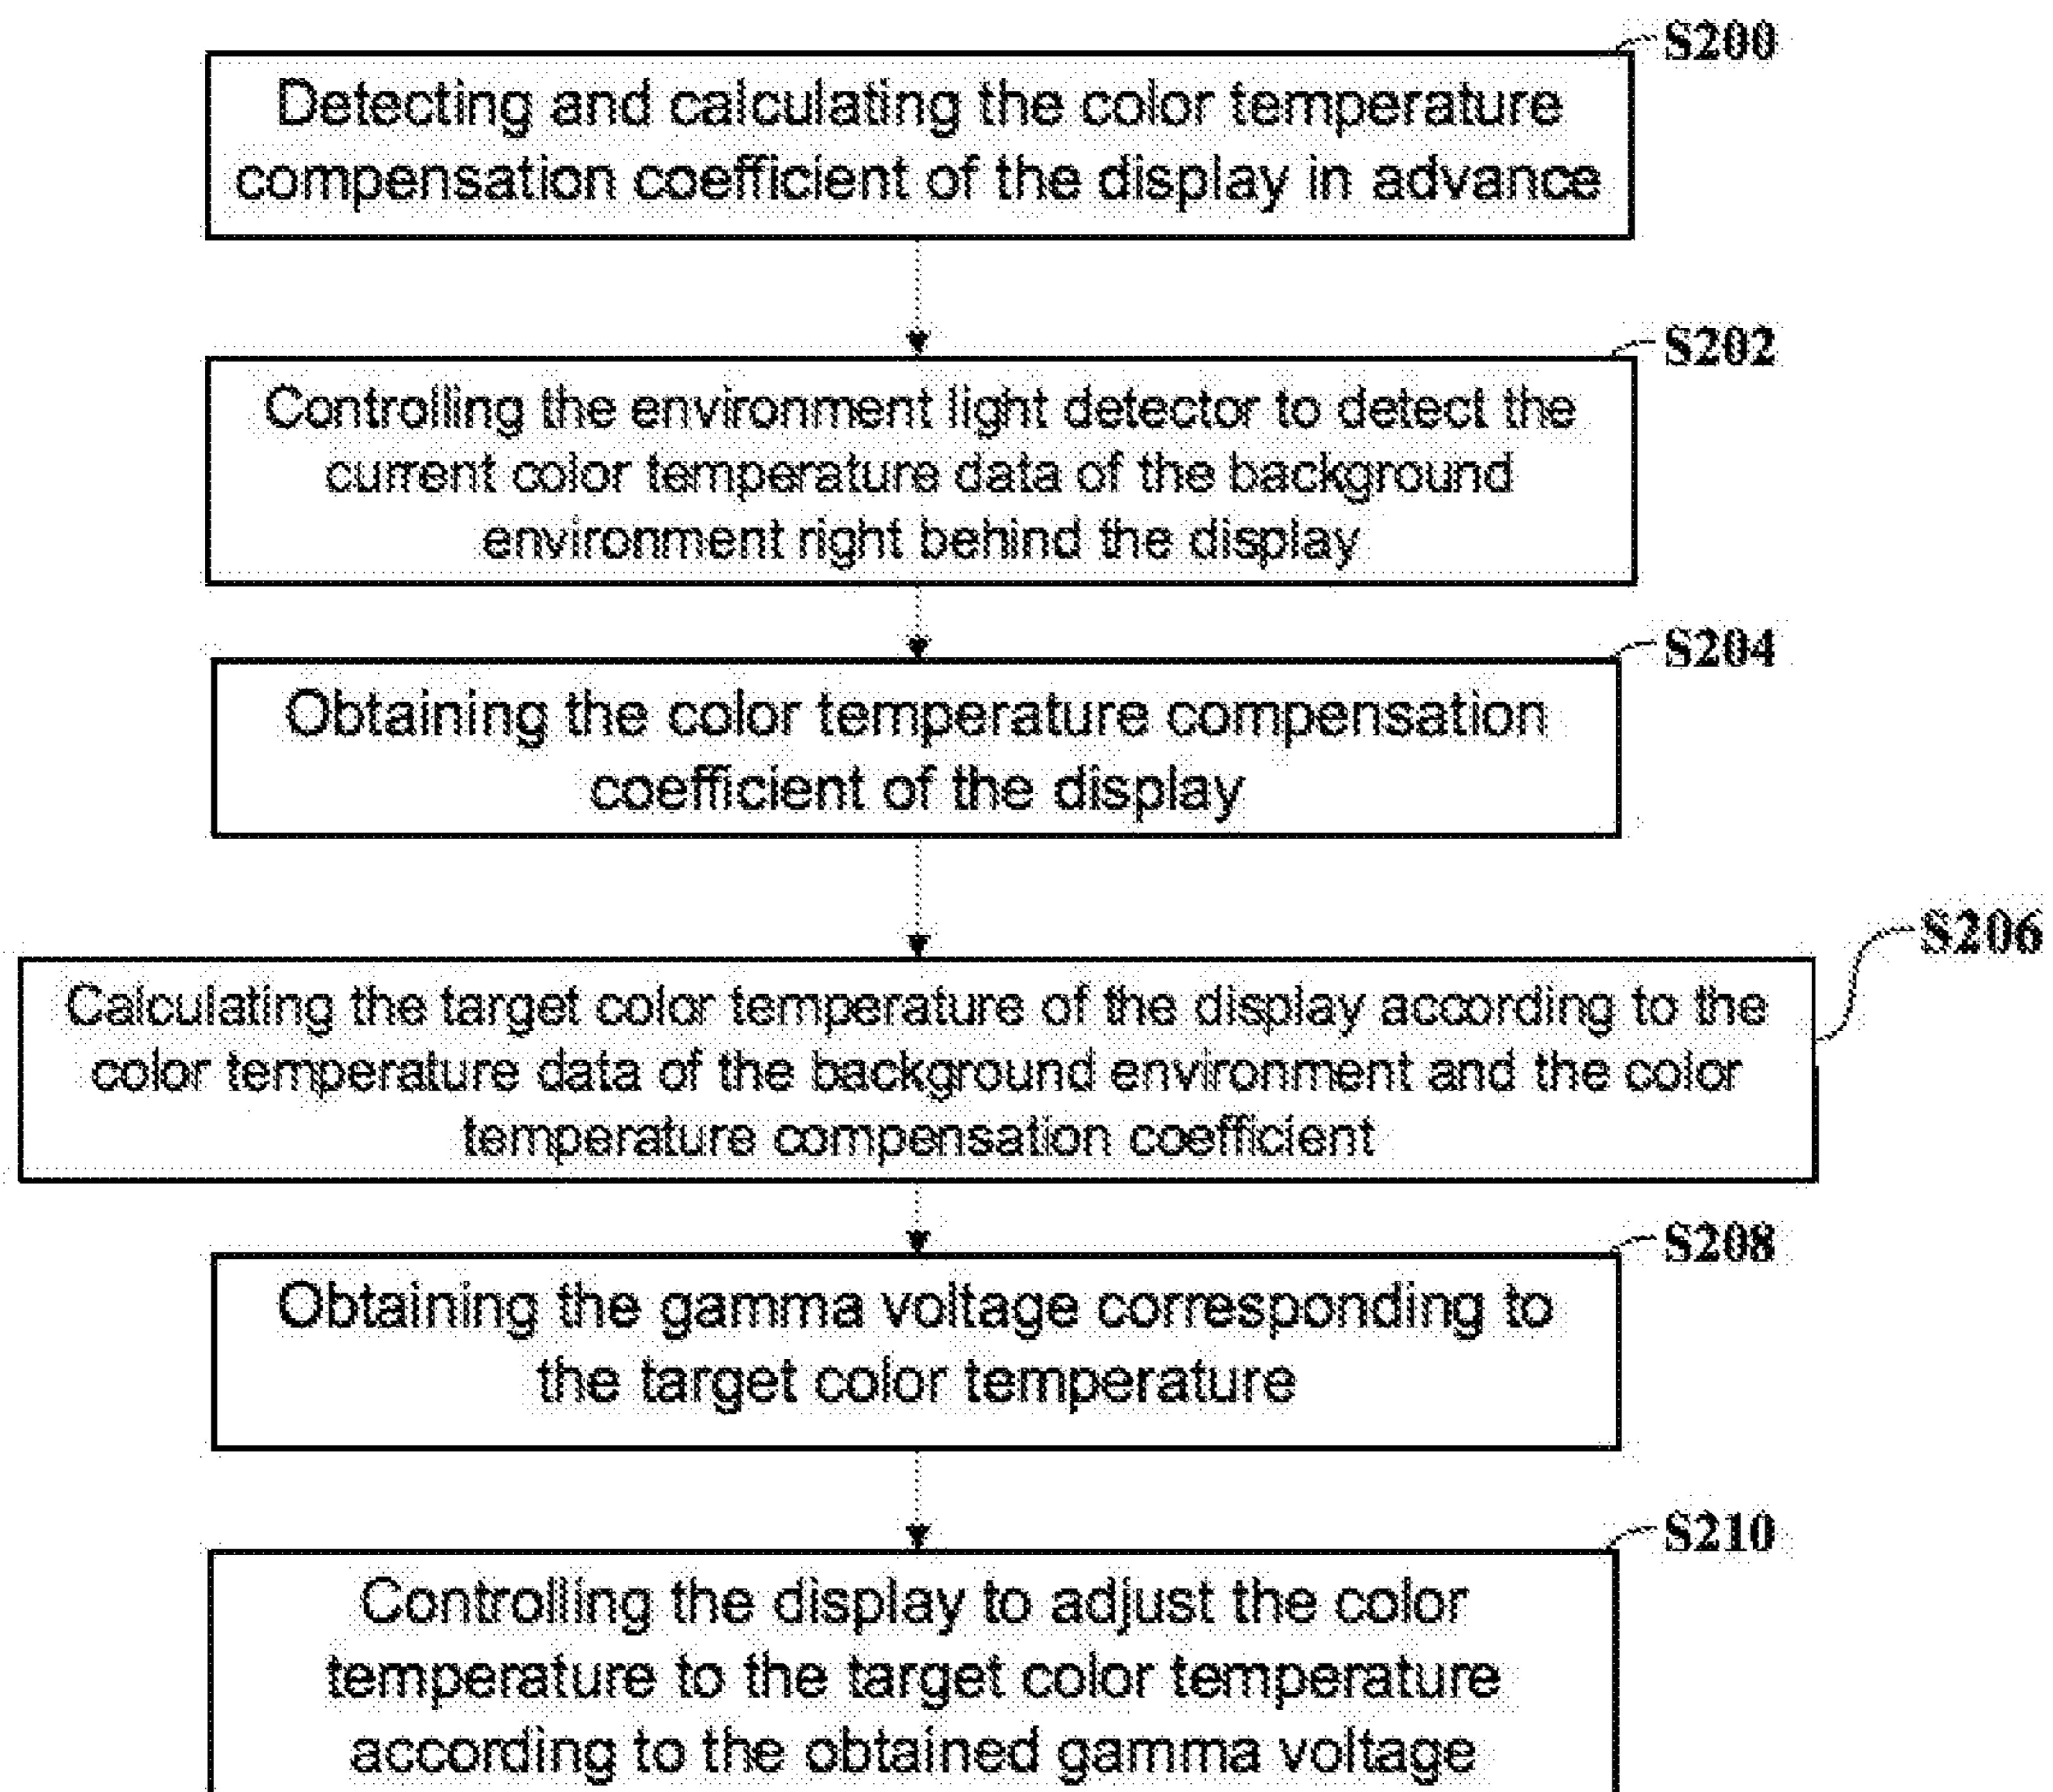 S200
Detecting and calculating the color temperature
compensation coefficient of the display in advance
S202
Controlling the environment light detector to detect the
current color temperature data of the background
environment right behind the display
S204
Obtaining the color temperature compensation
coefficient of the display
S206
Calculating the target color temperature of the display according to the
color temperature data of the background environment and the color
temperature compensation coefficient
S208
Obtaining the gamma voltage corresponding to
the target color temperature
S210
Controlling the display to adjust the color
temperature to the target color temperature
according to the obtained gamma voltage